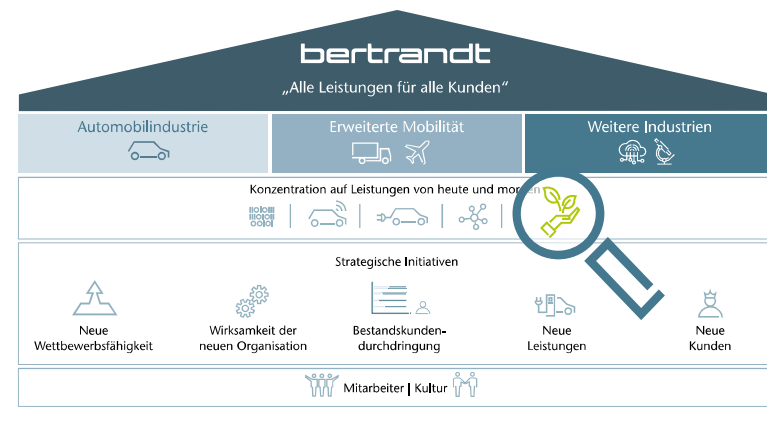 bertrandt
„Alle Leistungen für alle Kunden“
Automobilindustrie
Erweiterte Mobilität
Weitere Industrien
Konzentration auf Leistungen von heute und morgen
Strategische Initiativen
Neue
Wettbewerbsfähigkeit
Wirksamkeit der
neuen Organisation
Bestandskunden-
durchdringung
Neue
Leistungen
Neue
Kunden
Mitarbeiter | Kultur